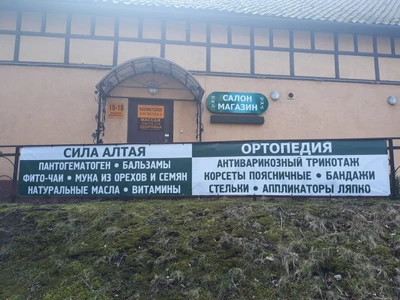 10-18
САЛОН
МАГАЗИН
СИЛА АЛТАЯ
ПАНТОГЕМАТОГЕН • БАЛЬЗАМЫ
ФИТО-ЧАИ • МУКА ИЗ ОРЕХОВ И СЕМЯН
НАТУРАЛЬНЫЕ МАСЛА • ВИТАМИНЫ
ОРТОПЕДИЯ
АНТИВАРИКОЗНЫЙ ТРИКОТАЖ
КОРСЕТЫ ПОЯСНИЧНЫЕ • БАНДАЖИ
СТЕЛЬКИ • АППЛИКАТОРЫ ЛЯПКО